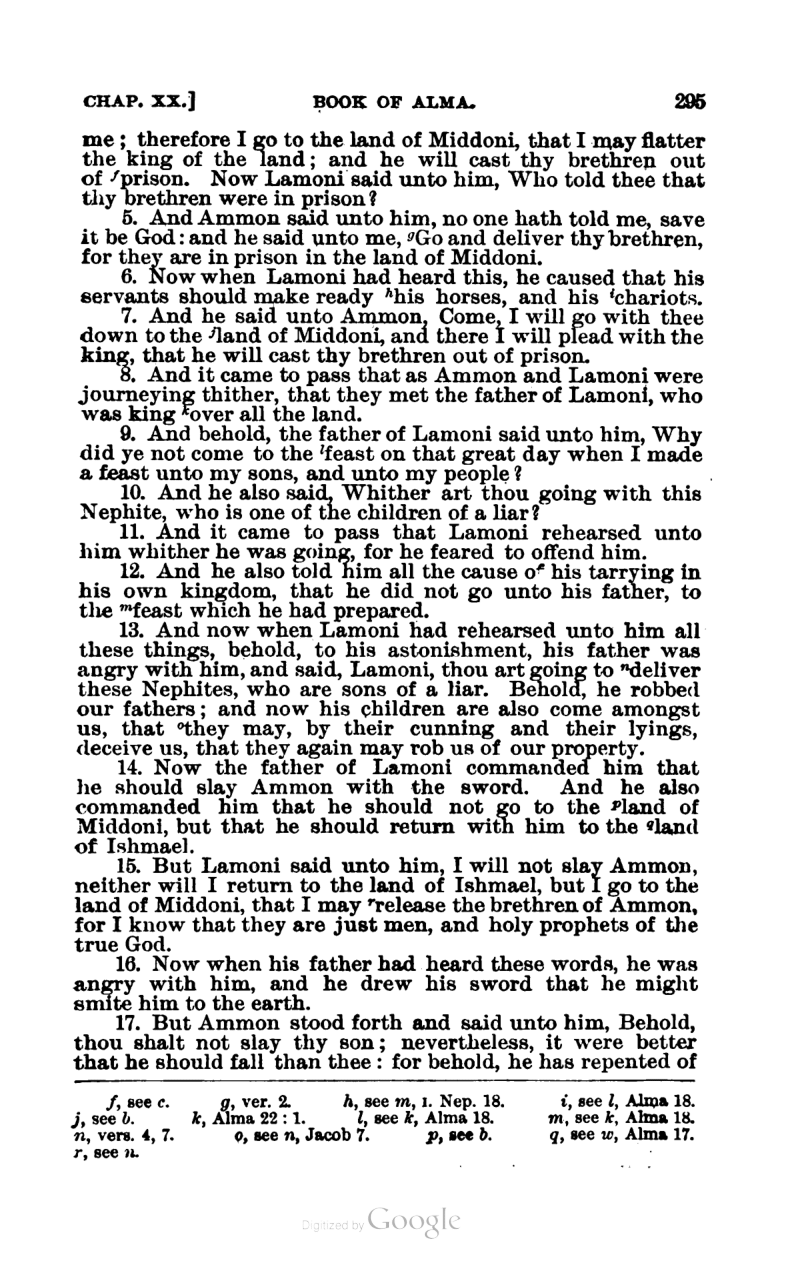 CHAP. XX.] BOOK OF ALMA. 295
me; therefore I go to the land of Middoni, that I may flatter
the king of the land; and he will cast thy brethren out
of ᶠprison. Now Lamoni said unto him, Who told thee that
thy brethren were in prison?
5. And Ammon said unto him, no one hath told me, save
it be God: and he said unto me, ᵍGo and deliver thy brethren,
for they are in prison in the land of Middoni.
6. Now when Lamoni had heard this, he caused that his
servants should make ready ʰhis horses, and his ⁱchariots.
7. And he said unto Ammon, Come, I will go with thee
down to the ʲland of Middoni, and there I will plead with the
king, that he will cast thy brethren out of prison.
8. And it came to pass that as Ammon and Lamoni were
journeying thither, that they met the father of Lamoni, who
was king ᵏover all the land.
9. And behold, the father of Lamoni said unto him, Why
did ye not come to the ˡfeast on that great day when I made
a feast unto my sons, and unto my people?
10. And he also said, Whither art thou going with this
Nephite, who is one of the children of a liar?
11. And it came to pass that Lamoni rehearsed unto
him whither he was going, for he feared to offend him.
12. And he also told him all the cause of his tarrying in
his own kingdom, that he did not go unto his father, to
the ᵐfeast which he had prepared.
13. And now when Lamoni had rehearsed unto him all
these things, behold, to his astonishment, his father was
angry with him, and said, Lamoni, thou art going to ⁿdeliver
these Nephites, who are sons of a liar. Behold, he robbed
our fathers; and now his children are also come amongst
us, that ᵒthey may, by their cunning and their lyings,
deceive us, that they again may rob us of our property.
14. Now the father of Lamoni commanded him that
he should slay Ammon with the sword. And he also
commanded him that he should not go to the ᵖland of
Middoni, but that he should return with him to the 𐞥land
of Ishmael.
15. But Lamoni said unto him, I will not slay Ammon,
neither will I return to the land of Ishmael, but I go to the
land of Middoni, that I may ʳrelease the brethren of Ammon,
for I know that they are just men, and holy prophets of the
true God.
16. Now when his father had heard these words, he was
angry with him, and he drew his sword that he might
smite him to the earth.
17. But Ammon stood forth and said unto him, Behold,
thou shalt not slay thy son; nevertheless, it were better
that he should fall than thee: for behold, he has repented of
f, see c. g, ver. 2. h, see m, 1. Nep. 18. i, see l, Alma 18.
j, see b. k, Alma 22:1. l, see k, Alma 18. m, see k, Alma 18.
n, vers. 4, 7. o, see n, Jacob 7. p, see b. q, see w, Alma 17.
r, see n.
Digitized by Google